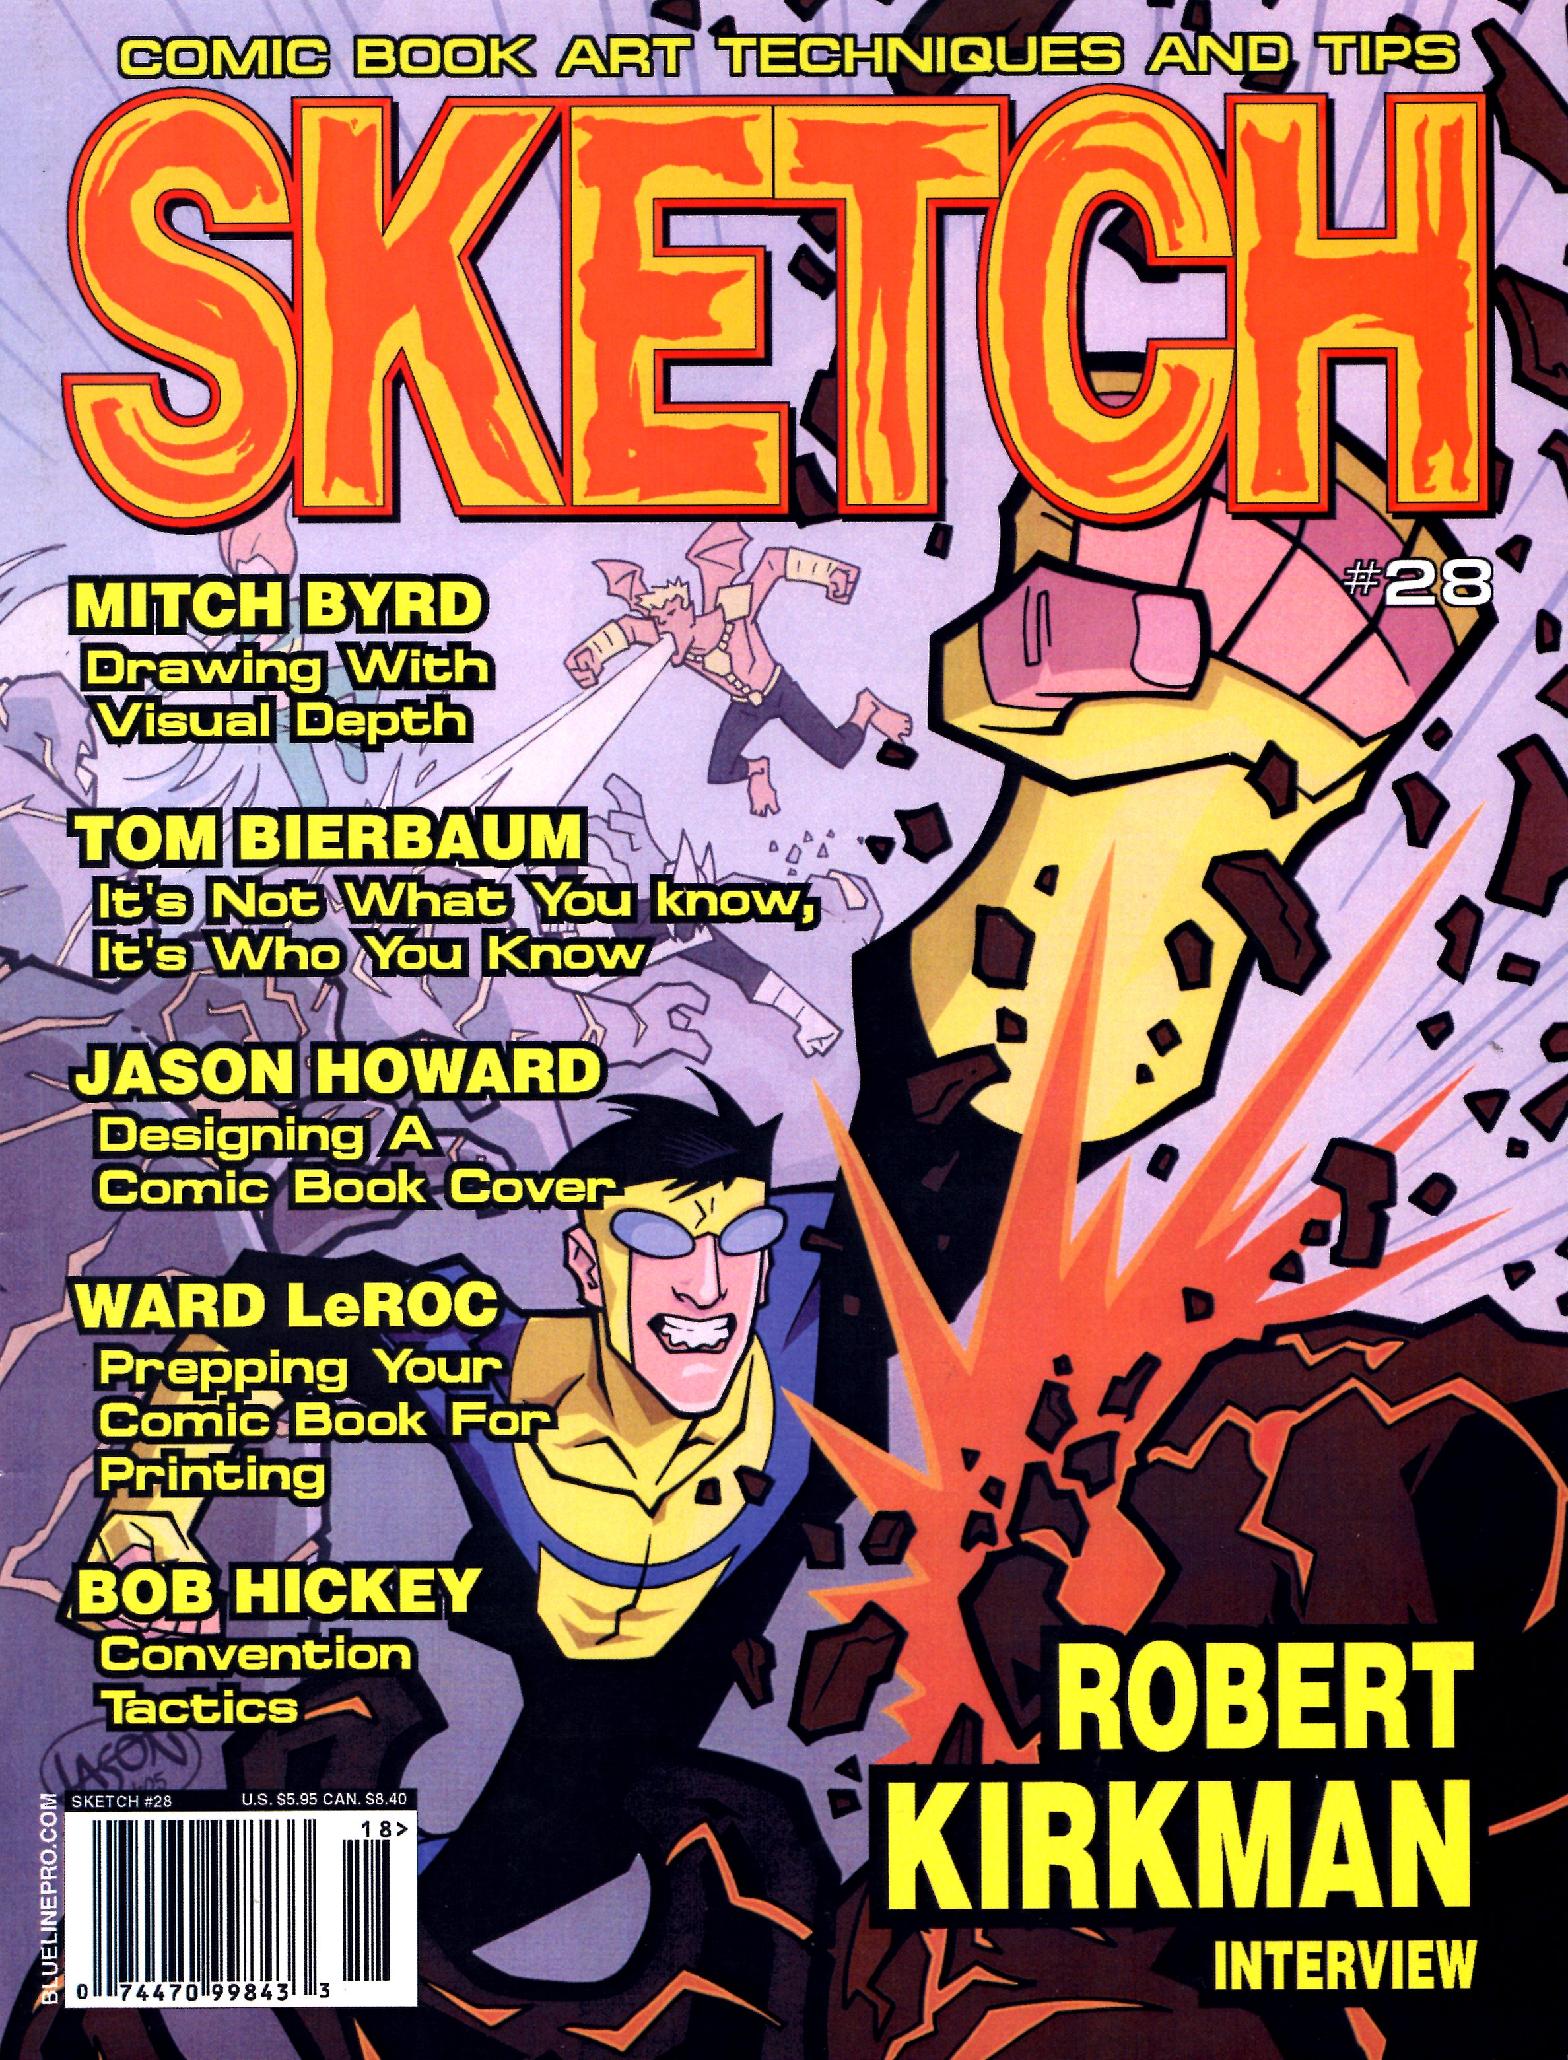 COMIC BOOK ART TECHNIQUES AND TIPS
SKETCH
#28
MITCH BYRD
Drawing With
Visual Depth
TOM BIERBAUM
It's Not What You know,
It's Who You Know
JASON HOWARD
Designing A
Comic Book Cover
WARD LeROC
Prepping Your
Comic Book For
Printing
BOB HICKEY
Convention
Tactics
JASON
ROBERT
KIRKMAN
INTERVIEW
BLUELINEPRO.COM
SKETCH #28 U.S. $5.95 CAN. $8.40
18>
0 74470 99843 3